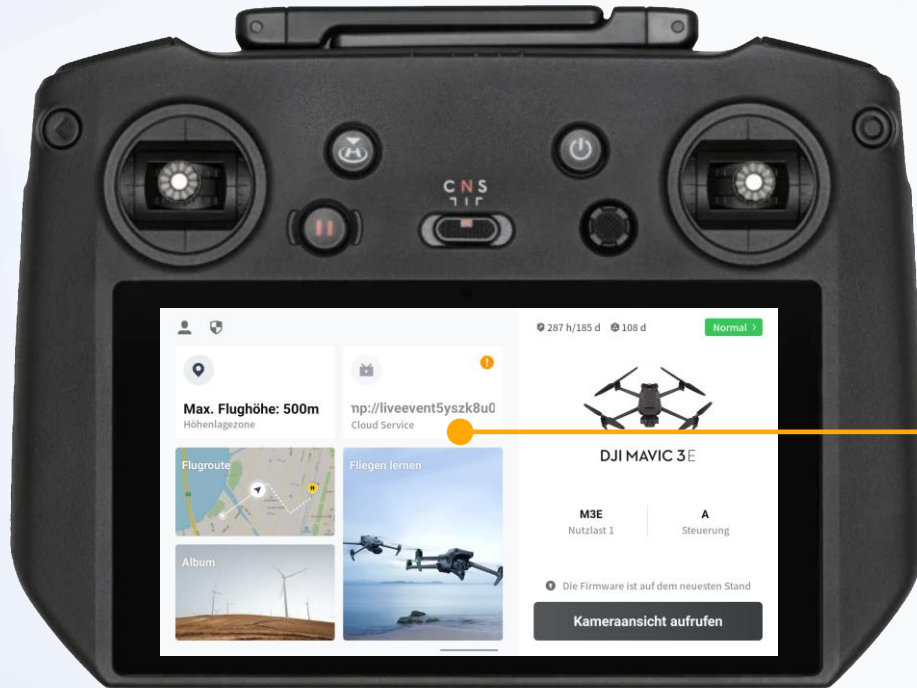 C N S
287 h/185 d 108 d Normal
Max. Flughöhe: 500m
Höhenlagezone
mp://liveevent5yszk8u0
Cloud Service
Flugroute
H
Fliegen lernen
Album
DJI MAVIC 3E
M3E
Nutzlast 1
A
Steuerung
Die Firmware ist auf dem neuesten Stand
Kameraansicht aufrufen